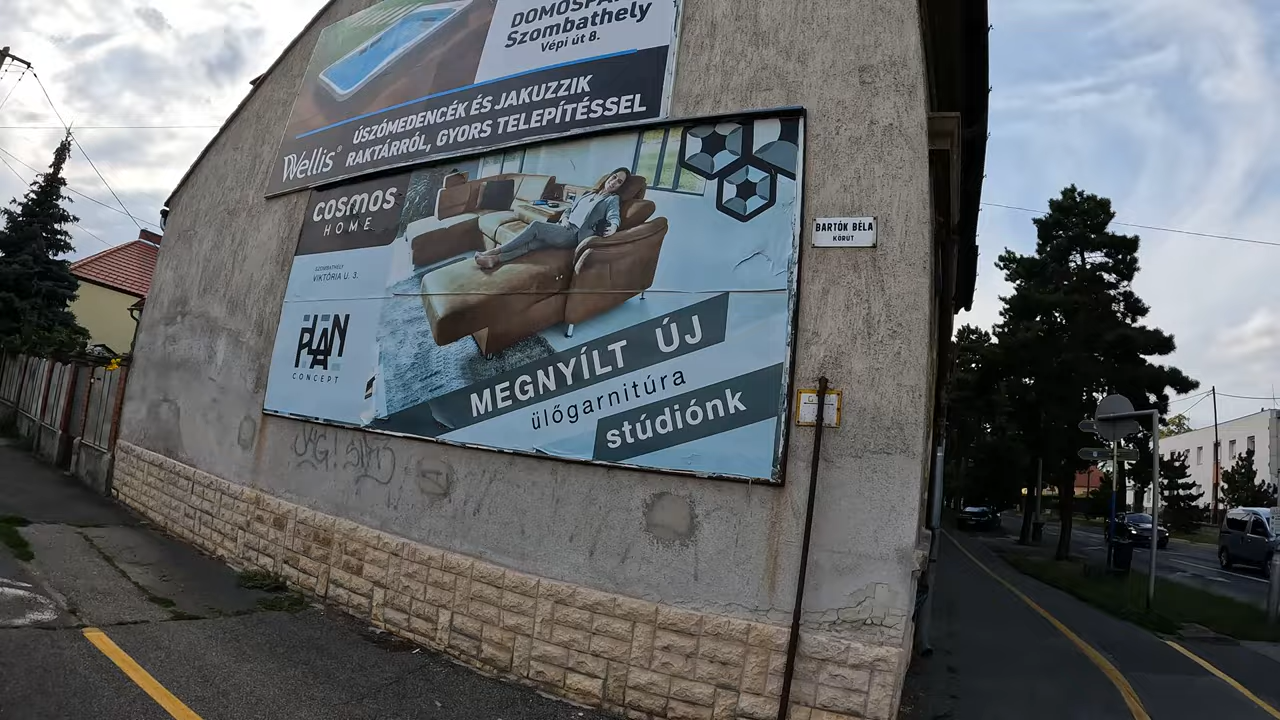 DOMOSPA
Szombathely
Vépi út 8.
Wellis®
ÚSZÓMEDENCÉK ÉS JAKUZZIK
RAKTÁRRÓL, GYORS TELEPÍTÉSSEL
COSMOS
HOME
SZOMBATHELY
VIKTÓRIA U. 3.
PLAN
CONCEPT
MEGNYÍLT ÚJ
ülőgarnitúra
stúdiónk
BARTÓK BÉLA
KÖRÚT